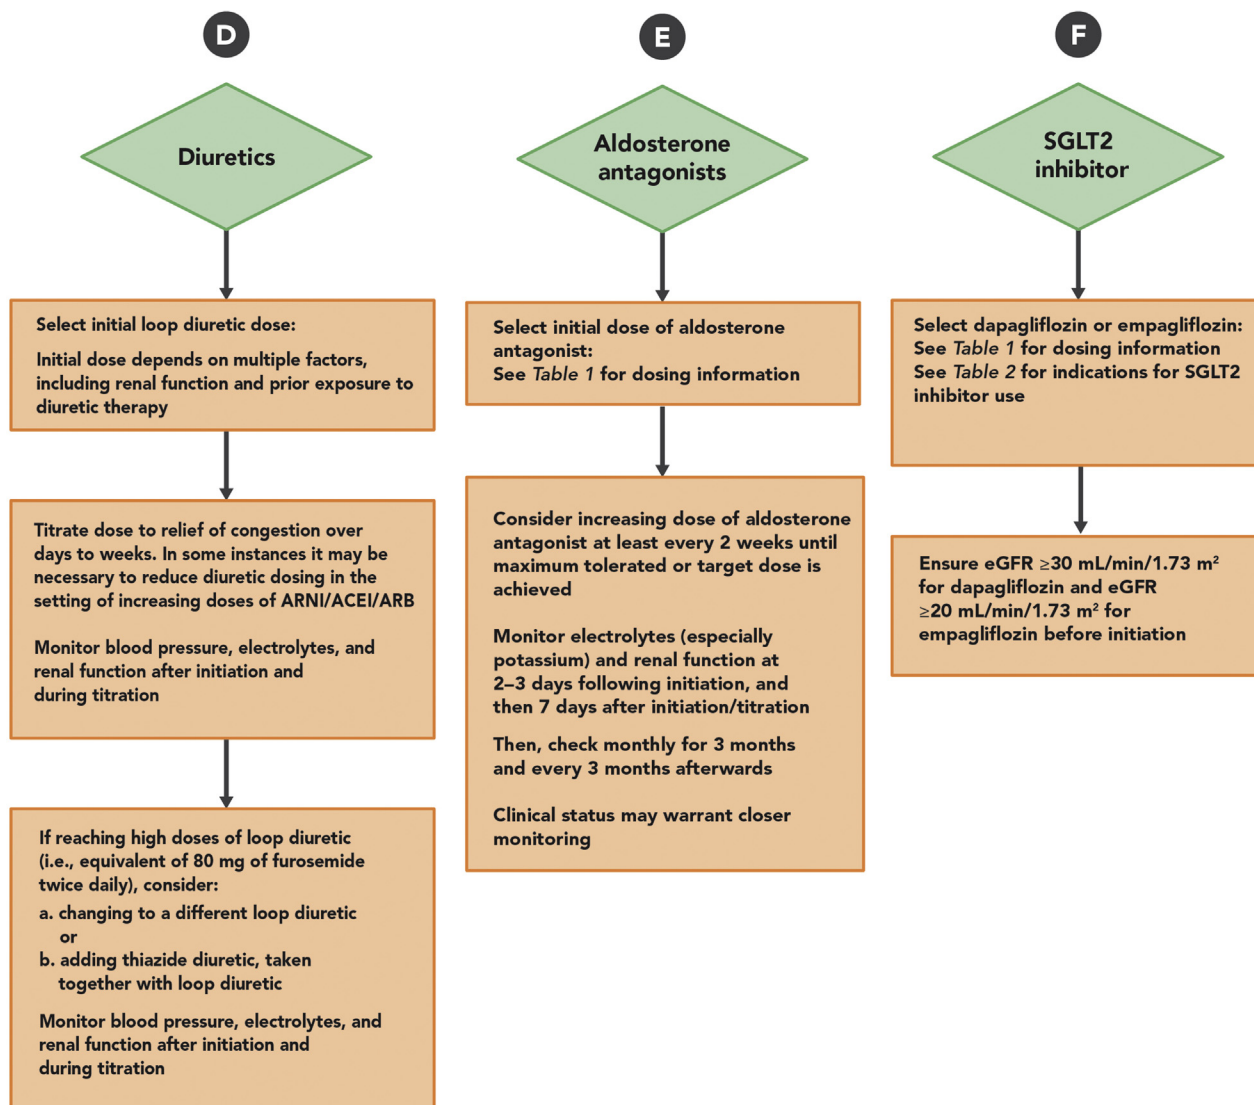 D
Diuretics
Select initial loop diuretic dose:
Initial dose depends on multiple factors,
including renal function and prior exposure to
diuretic therapy
Titrate dose to relief of congestion over
days to weeks. In some instances it may be
necessary to reduce diuretic dosing in the
setting of increasing doses of ARNI/ACEI/ARB
Monitor blood pressure, electrolytes, and
renal function after initiation and
during titration
If reaching high doses of loop diuretic
(i.e., equivalent of 80 mg of furosemide
twice daily), consider:
a. changing to a different loop diuretic
or
b. adding thiazide diuretic, taken
together with loop diuretic
Monitor blood pressure, electrolytes, and
renal function after initiation and
during titration
E
Aldosterone
antagonists
Select initial dose of aldosterone
antagonist:
See Table 1 for dosing information
Consider increasing dose of aldosterone
antagonist at least every 2 weeks until
maximum tolerated or target dose is
achieved
Monitor electrolytes (especially
potassium) and renal function at
2–3 days following initiation, and
then 7 days after initiation/titration
Then, check monthly for 3 months
and every 3 months afterwards
Clinical status may warrant closer
monitoring
F
SGLT2
inhibitor
Select dapagliflozin or empagliflozin:
See Table 1 for dosing information
See Table 2 for indications for SGLT2
inhibitor use
Ensure eGFR ≥30 mL/min/1.73 m²
for dapagliflozin and eGFR
≥20 mL/min/1.73 m² for
empagliflozin before initiation